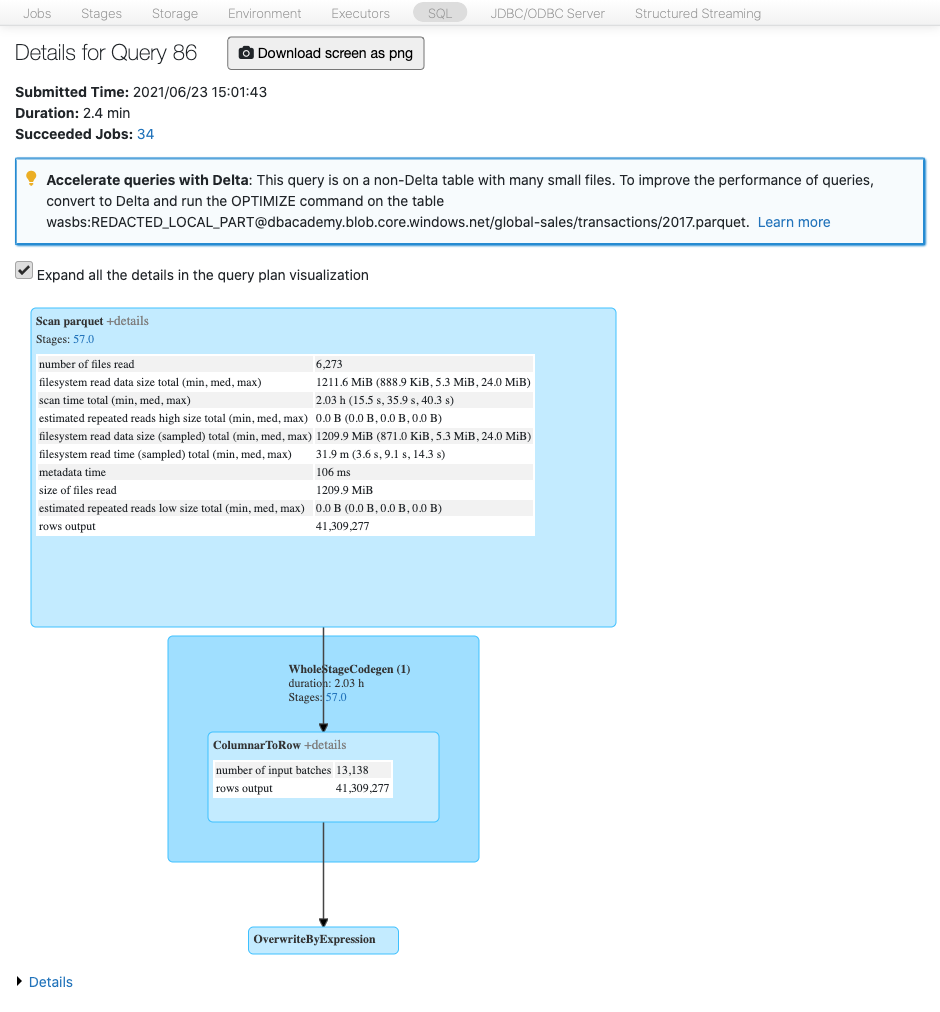 Jobs Stages Storage Environment Executors SQL JDBC/ODBC Server Structured Streaming
Details for Query 86 Download screen as png
Submitted Time: 2021/06/23 15:01:43
Duration: 2.4 min
Succeeded Jobs: 34
Accelerate queries with Delta: This query is on a non-Delta table with many small files. To improve the performance of queries,
convert to Delta and run the OPTIMIZE command on the table
wasbs:REDACTED_LOCAL_PART@dbacademy.blob.core.windows.net/global-sales/transactions/2017.parquet. Learn more
Expand all the details in the query plan visualization
Scan parquet +details
Stages: 57.0
number of files read 6,273
filesystem read data size total (min, med, max) 1211.6 MiB (888.9 KiB, 5.3 MiB, 24.0 MiB)
scan time total (min, med, max) 2.03 h (15.5 s, 35.9 s, 40.3 s)
estimated repeated reads high size total (min, med, max) 0.0 B (0.0 B, 0.0 B, 0.0 B)
filesystem read data size (sampled) total (min, med, max) 1209.9 MiB (871.0 KiB, 5.3 MiB, 24.0 MiB)
filesystem read time (sampled) total (min, med, max) 31.9 m (3.6 s, 9.1 s, 14.3 s)
metadata time 106 ms
size of files read 1209.9 MiB
estimated repeated reads low size total (min, med, max) 0.0 B (0.0 B, 0.0 B, 0.0 B)
rows output 41,309,277
WholeStageCodegen (1)
duration: 2.03 h
Stages: 57.0
ColumnarToRow +details
number of input batches 13,138
rows output 41,309,277
OverwriteByExpression
Details